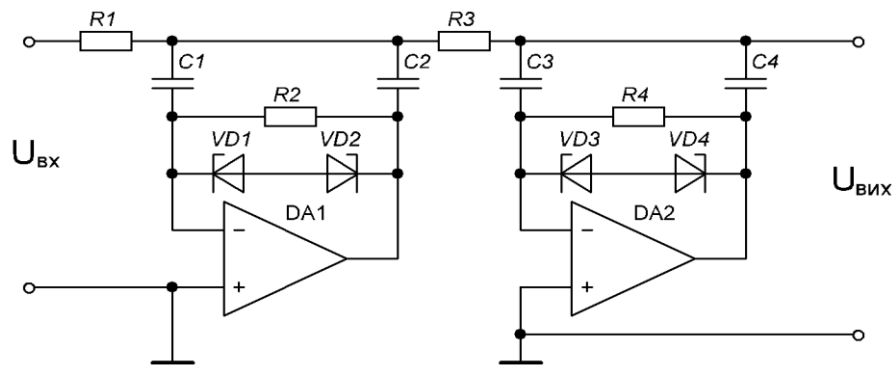 R1
R3
C1
C2
C3
C4
R2
R4
VD1
VD2
VD3
VD4
Uвх
Uвих
DA1
DA2
−
−
+
+